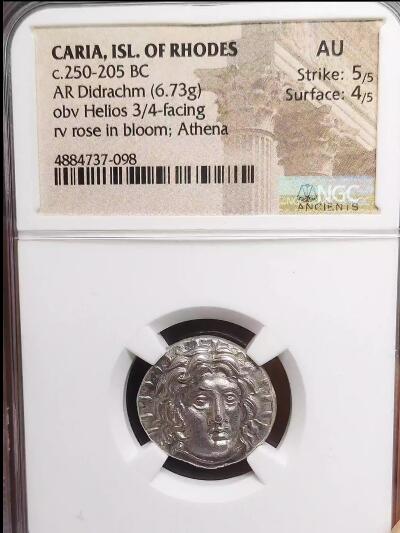 CARIA, ISL. OF RHODES
c.250-205 BC
AR Didrachm (6.73g)
obv Helios 3/4-facing
rv rose in bloom; Athena
4884737-098
AU
Strike: 5/5
Surface: 4/5
NGC
ANCIENTS